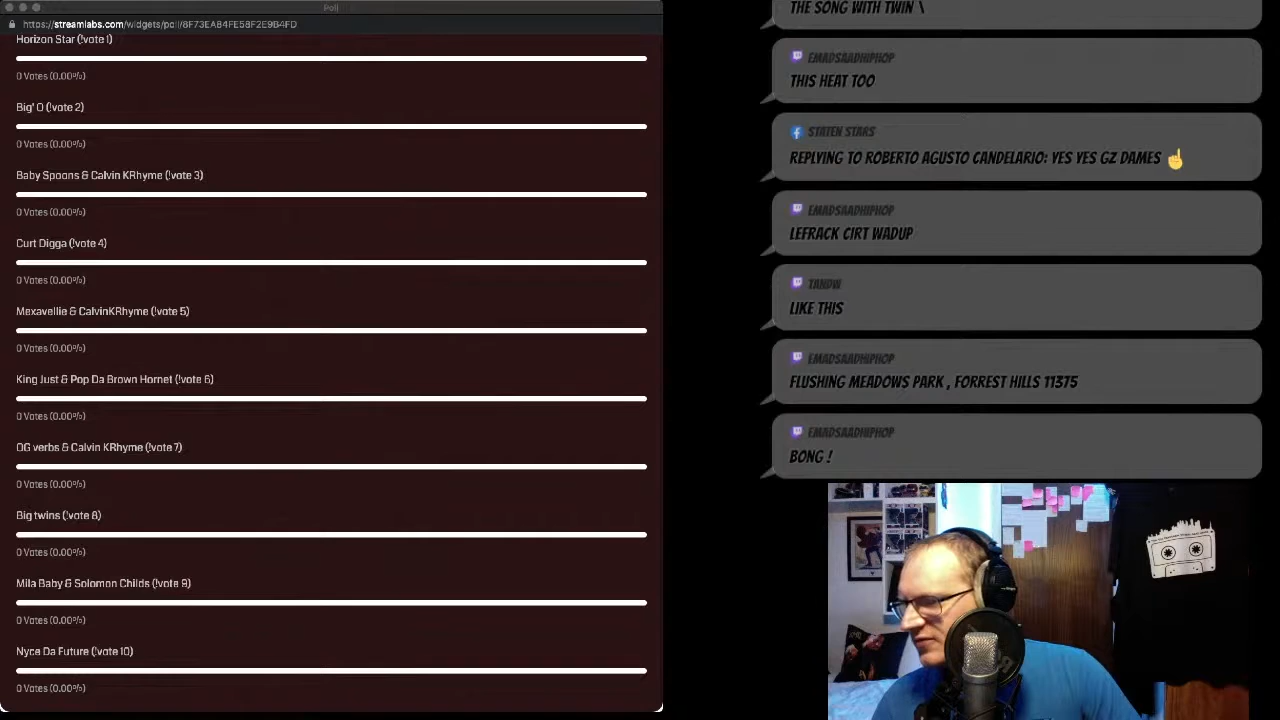 Poll
https://streamlabs.com/widgets/poll/8F73EA84FE58F2E9B4FD
Horizon Star (!vote 1)
0 Votes (0.00%)
Big' O (!vote 2)
0 Votes (0.00%)
Baby Spoons & Calvin KRhyme (!vote 3)
0 Votes (0.00%)
Curt Digga (!vote 4)
0 Votes (0.00%)
Mexavellie & CalvinKRhyme (!vote 5)
0 Votes (0.00%)
King Just & Pop Da Brown Hornet (!vote 6)
0 Votes (0.00%)
OG verbs & Calvin KRhyme (!vote 7)
0 Votes (0.00%)
Big twins (!vote 8)
0 Votes (0.00%)
Mila Baby & Solomon Childs (!vote 9)
0 Votes (0.00%)
Nyce Da Future (!vote 10)
0 Votes (0.00%)
THE SONG WITH TWIN \
EMADSAADHIPHOP
THIS HEAT TOO
STATEN STARS
REPLYING TO ROBERTO AGUSTO CANDELARIO: YES YES GZ DAMES ☝
EMADSAADHIPHOP
LEFRACK CIRT WADUP
TANDW
LIKE THIS
EMADSAADHIPHOP
FLUSHING MEADOWS PARK , FORREST HILLS 11375
EMADSAADHIPHOP
BONG !